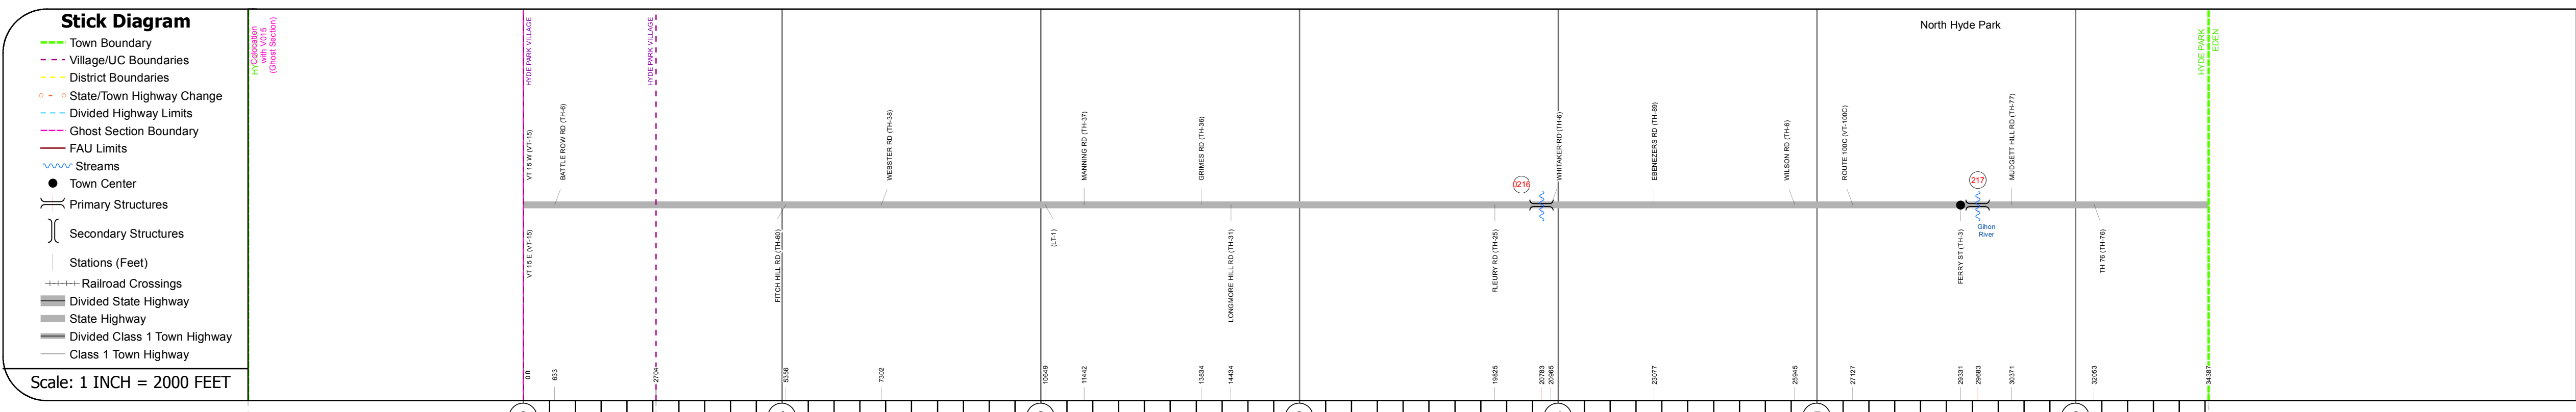 Stick Diagram
Town Boundary
Village/UC Boundaries
District Boundaries
State/Town Highway Change
Divided Highway Limits
Ghost Section Boundary
FAU Limits
Streams
Town Center
Primary Structures
Secondary Structures
Stations (Feet)
Railroad Crossings
Divided State Highway
State Highway
Divided Class 1 Town Highway
Class 1 Town Highway
Scale: 1 INCH = 2000 FEET
Colocation
with V015
(Ghost Section)
HYDE PARK VILLAGE
HYDE PARK VILLAGE
North Hyde Park
HYDE PARK
EDEN
VT 15 W (VT-15)
BATTLE ROW RD (TH-6)
WEBSTER RD (TH-38)
MANNING RD (TH-37)
GRIMES RD (TH-36)
WHITAKER RD (TH-6)
EBENEZERS RD (TH-89)
WILSON RD (TH-6)
ROUTE 100C (VT-100C)
MUDGETT HILL RD (TH-77)
0216
217
VT 15 E (VT-15)
FITCH HILL RD (TH-60)
(LT-1)
LONGMORE HILL RD (TH-31)
FLEURY RD (TH-25)
FERRY ST (TH-3)
Gihon
River
TH 76 (TH-76)
0 ft
633
2704
5356
7302
10649
11442
13834
14434
19825
20783
20965
23077
25945
27127
29331
29683
30371
32053
34387